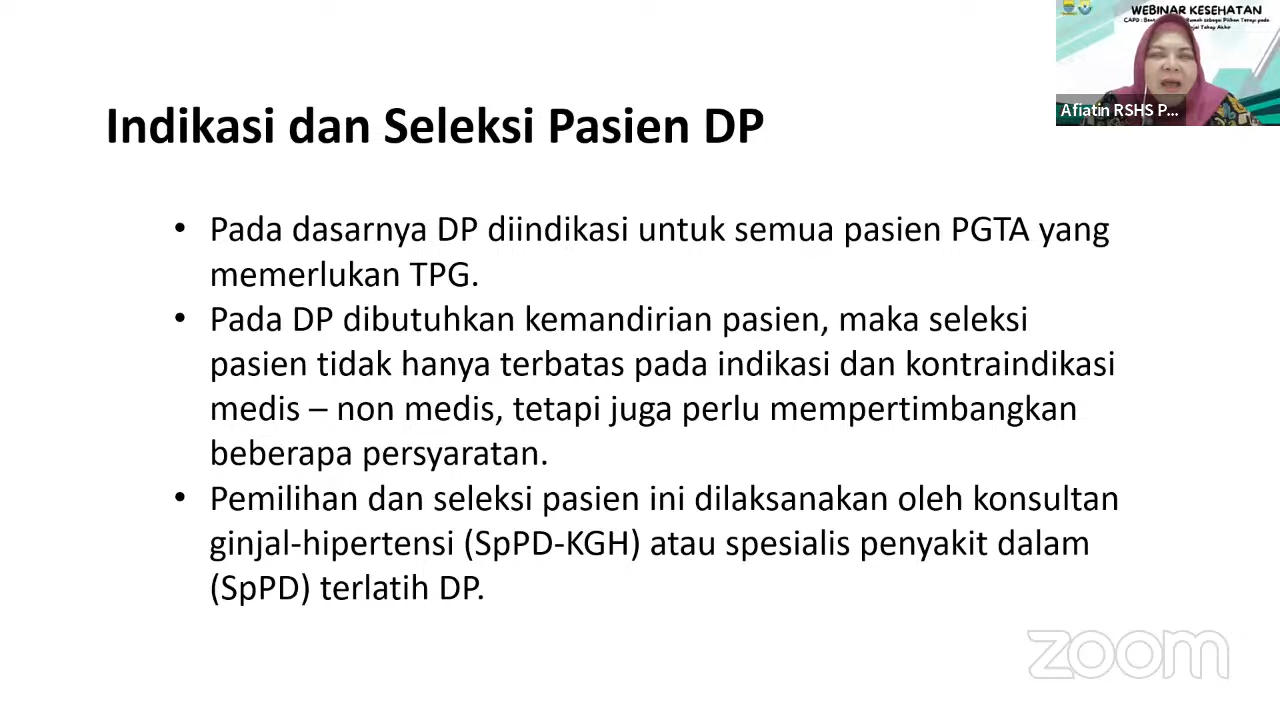 WEBINAR KESEHATAN
Afiatin RSHS P...
Indikasi dan Seleksi Pasien DP
• Pada dasarnya DP diindikasi untuk semua pasien PGTA yang
memerlukan TPG.
• Pada DP dibutuhkan kemandirian pasien, maka seleksi
pasien tidak hanya terbatas pada indikasi dan kontraindikasi
medis – non medis, tetapi juga perlu mempertimbangkan
beberapa persyaratan.
• Pemilihan dan seleksi pasien ini dilaksanakan oleh konsultan
ginjal-hipertensi (SpPD-KGH) atau spesialis penyakit dalam
(SpPD) terlatih DP.
zoom